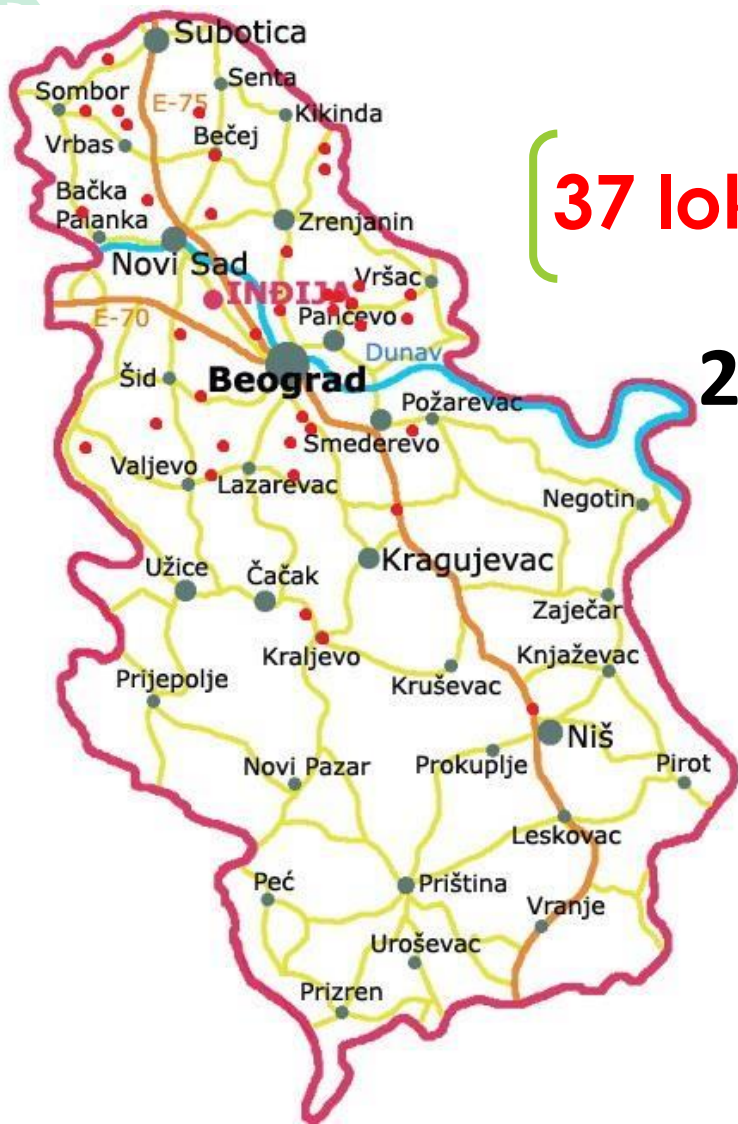 Subotica
Senta
Sombor
E-75
Kikinda
Bečej
Vrbas
Bačka
Palanka
Zrenjanin
37 lok
Novi Sad
Vršac
INĐIJA
E-70
Pančevo
Dunav
Šid
Beograd
2
Požarevac
Smederevo
Valjevo
Lazarevac
Negotin
Kragujevac
Užice
Čačak
Zaječar
Kraljevo
Knjaževac
Kruševac
Prijepolje
Niš
Novi Pazar
Prokuplje
Pirot
Leskovac
Peć
Priština
Vranje
Uroševac
Prizren